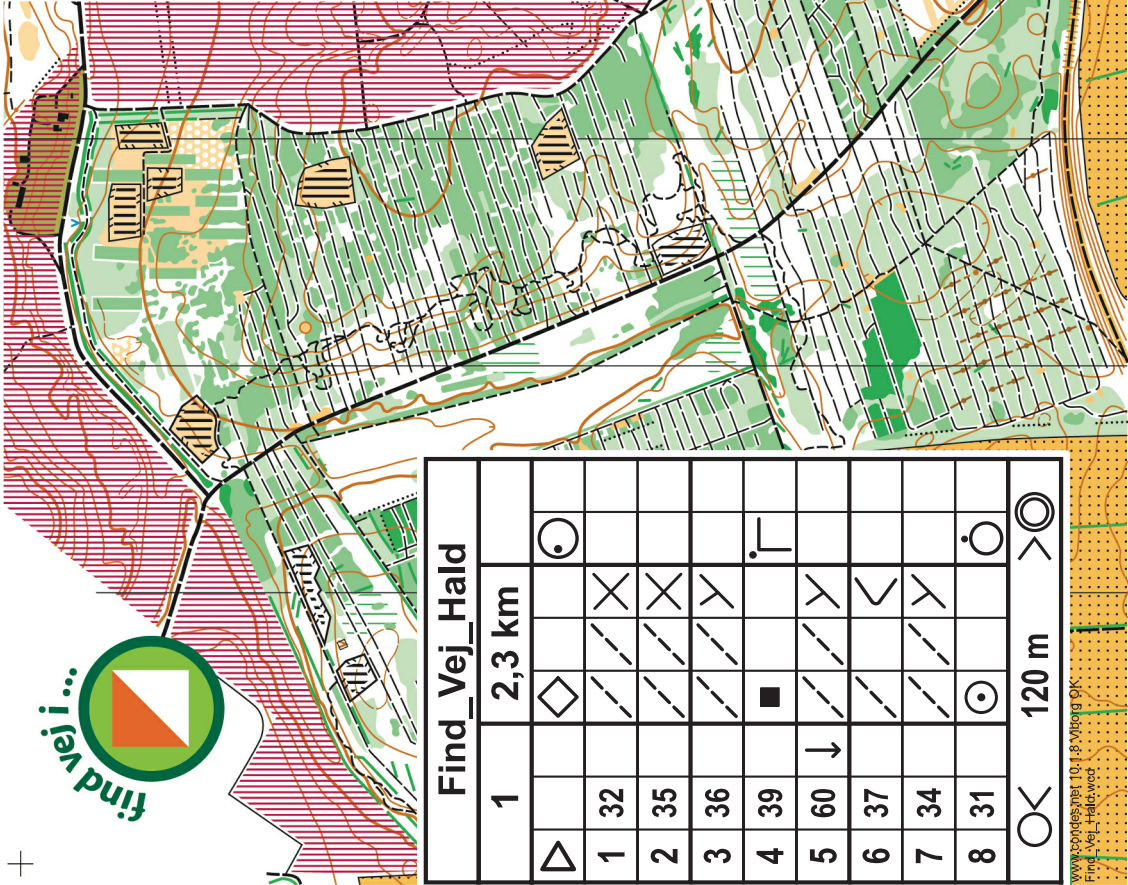 find vej i...
Find_Vej_Hald
1 2,3 km
1 32
2 35
3 36
4 39
5 60
6 37
7 34
8 31
120 m
www.condes.net 10.1.8 Viborg OK
Find_Vej_Hald.wcd